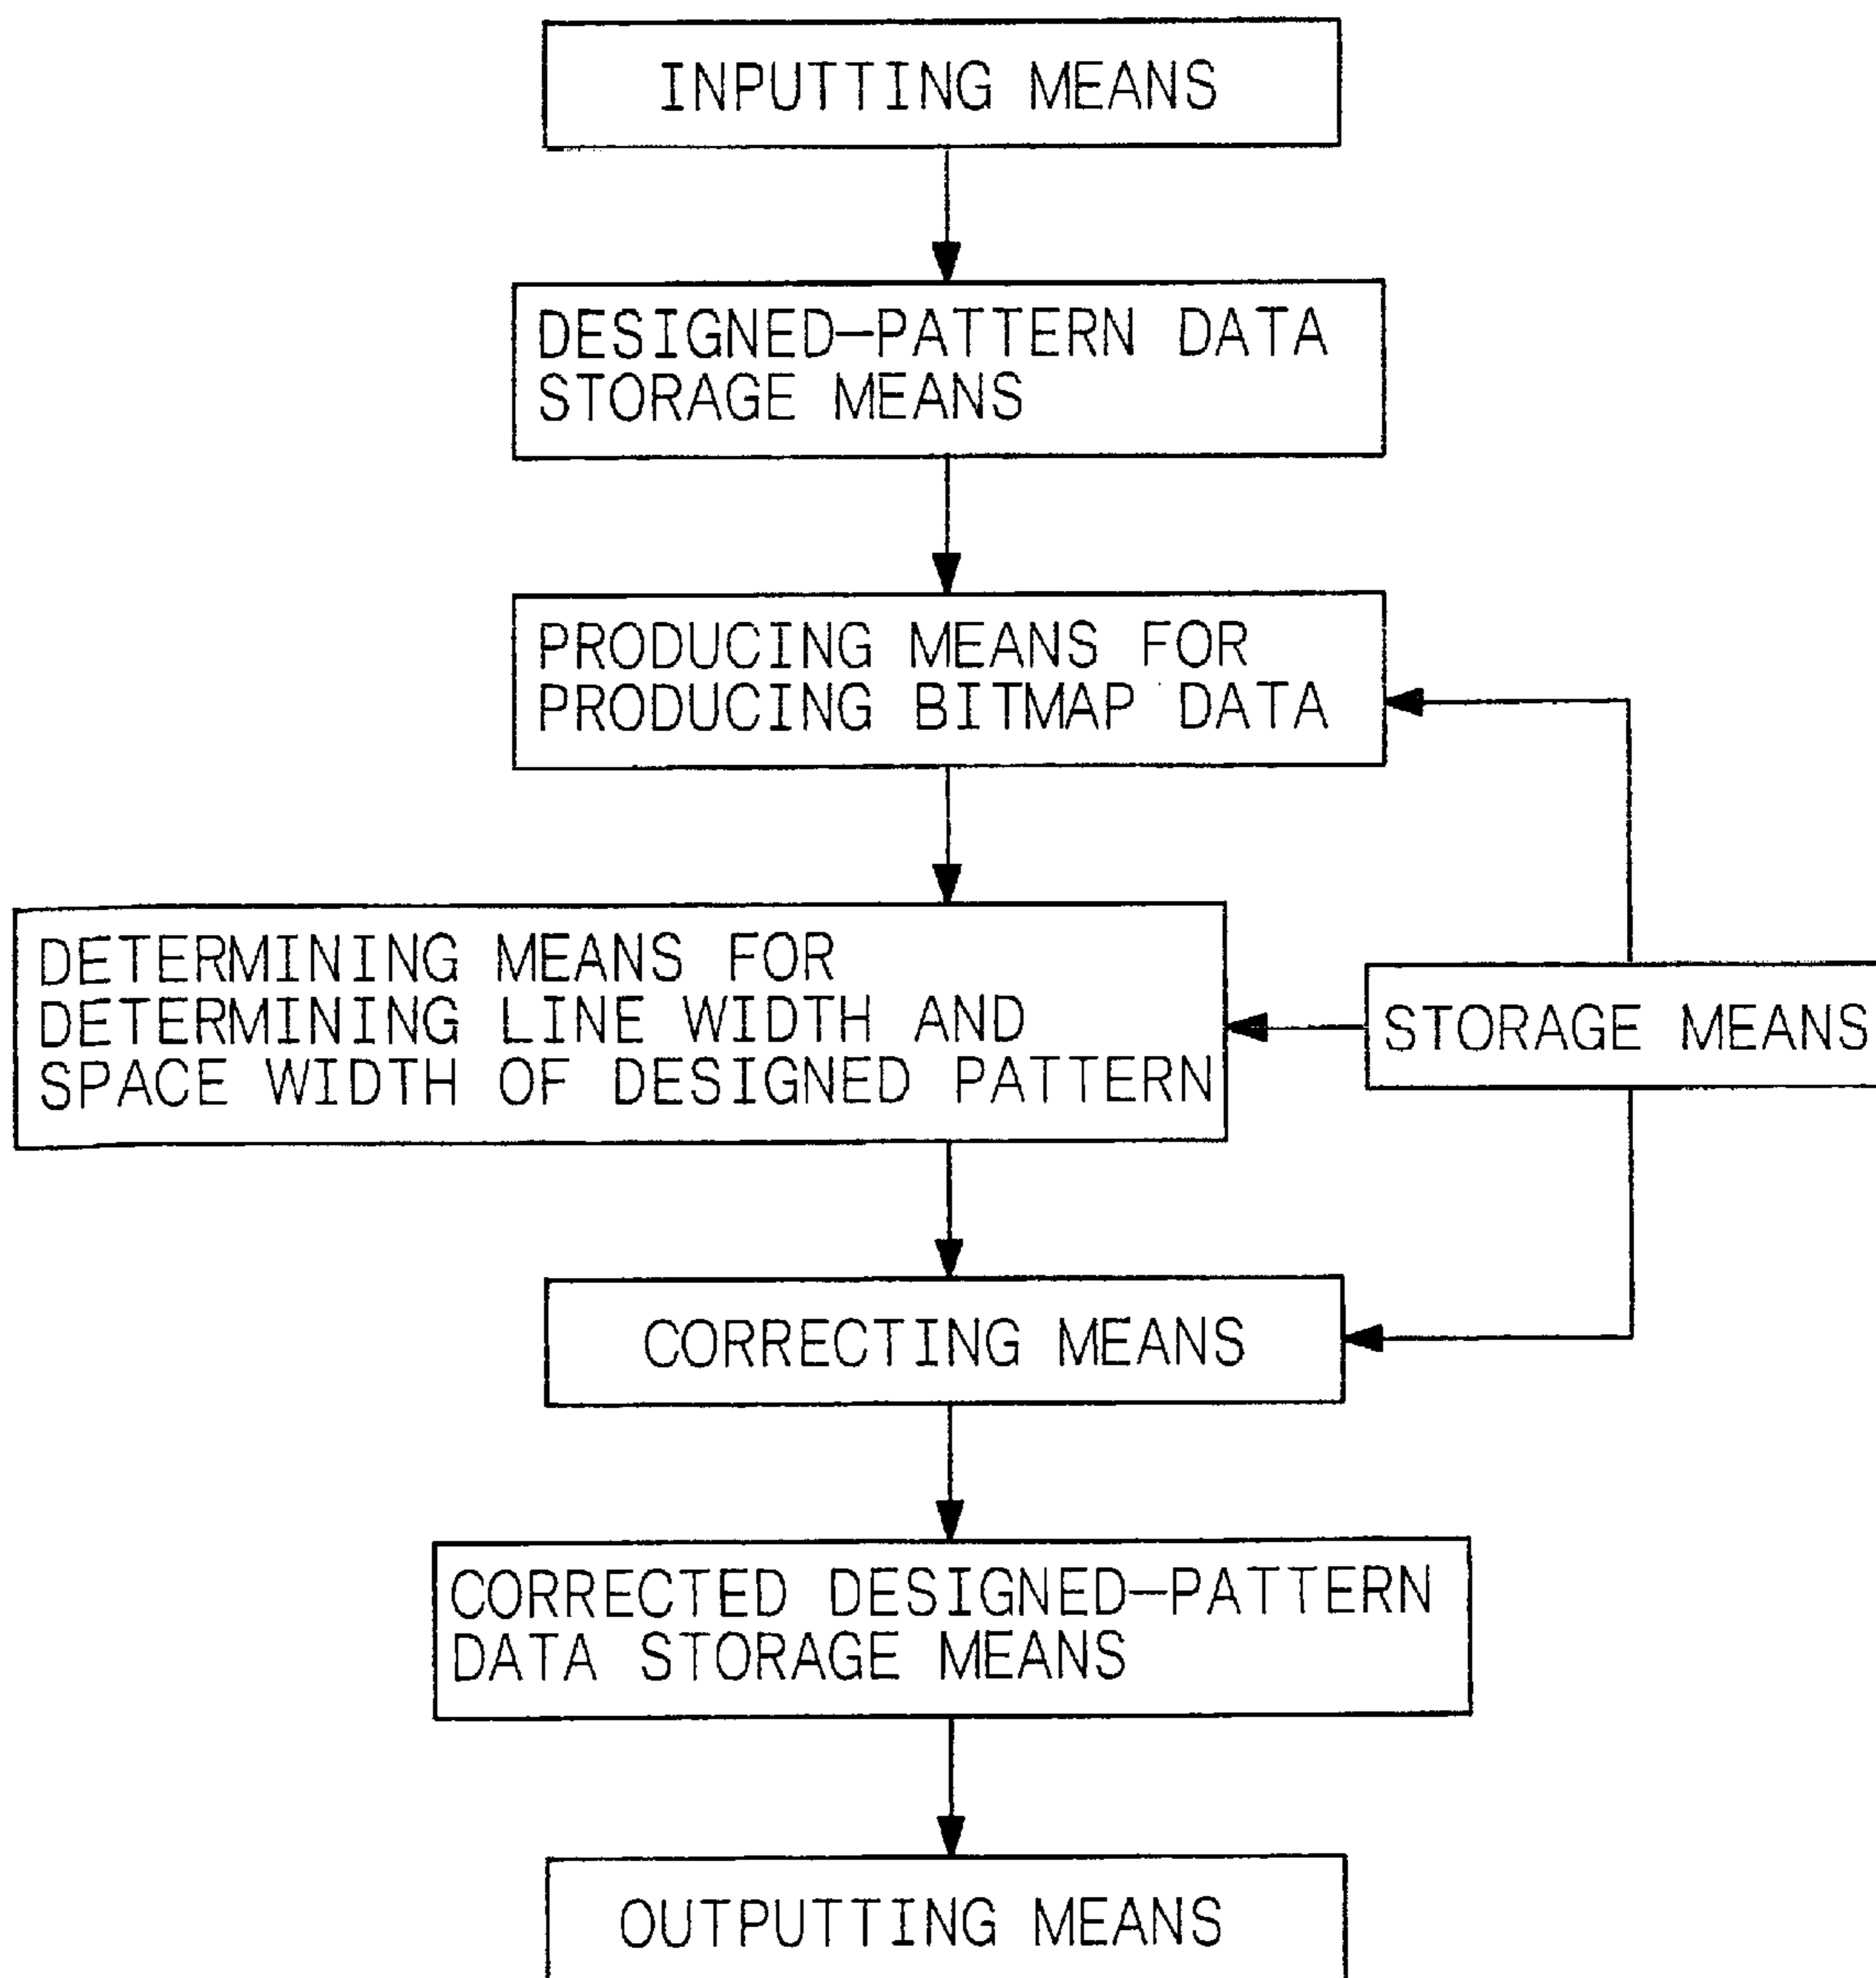 INPUTTING MEANS
DESIGNED-PATTERN DATA
STORAGE MEANS
PRODUCING MEANS FOR
PRODUCING BITMAP DATA
DETERMINING MEANS FOR
DETERMINING LINE WIDTH AND
SPACE WIDTH OF DESIGNED PATTERN
STORAGE MEANS
CORRECTING MEANS
CORRECTED DESIGNED-PATTERN
DATA STORAGE MEANS
OUTPUTTING MEANS